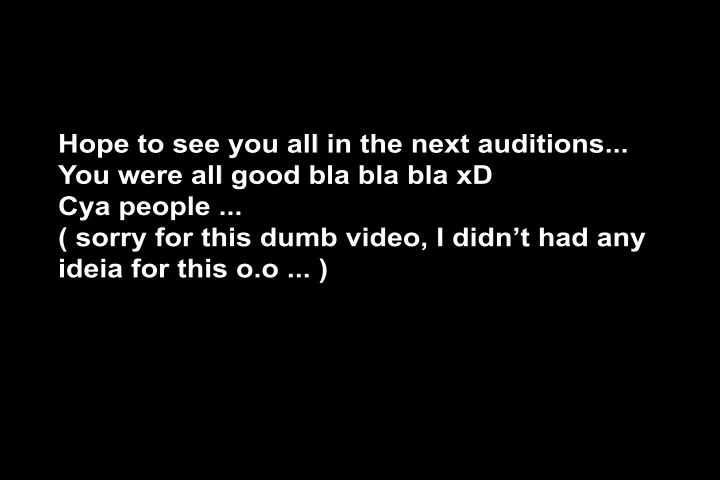 Hope to see you all in the next auditions...
You were all good bla bla bla xD
Cya people ...
( sorry for this dumb video, I didn’t had any
ideia for this o.o ... )